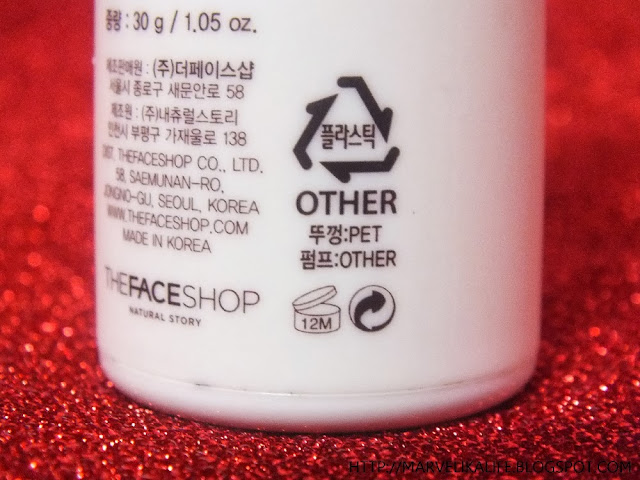 중량 : 30 g / 1.05 oz.
제조판매원 : (주)더페이스샵
서울시 종로구 새문안로 58
제조원 : (주)내츄럴스토리
인천시 부평구 가재울로 138
DIST. THEFACESHOP CO., LTD.
58, SAEMUNAN-RO,
JONGNO-GU, SEOUL, KOREA
WWW.THEFACESHOP.COM
MADE IN KOREA
THEFACESHOP
NATURAL STORY
플라스틱
OTHER
뚜껑:PET
펌프:OTHER
12M
HTTP://MARVELIKALIFE.BLOGSPOT.COM